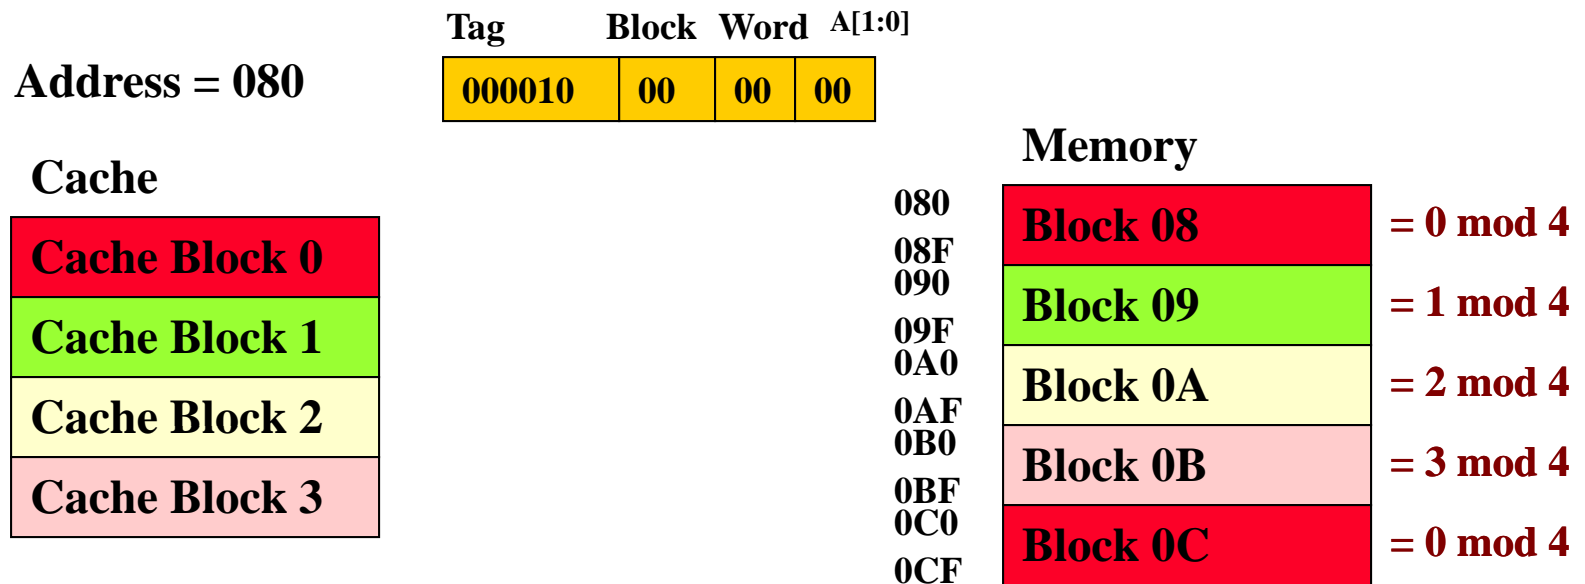 Tag Block Word A[1:0]
Address = 080
000010 00 00 00
Memory
Cache
080
Block 08 = 0 mod 4
08F
Cache Block 0
090
Block 09 = 1 mod 4
09F
Cache Block 1
0A0
Block 0A = 2 mod 4
0AF
Cache Block 2
0B0
Block 0B = 3 mod 4
0BF
Cache Block 3
0C0
Block 0C = 0 mod 4
0CF